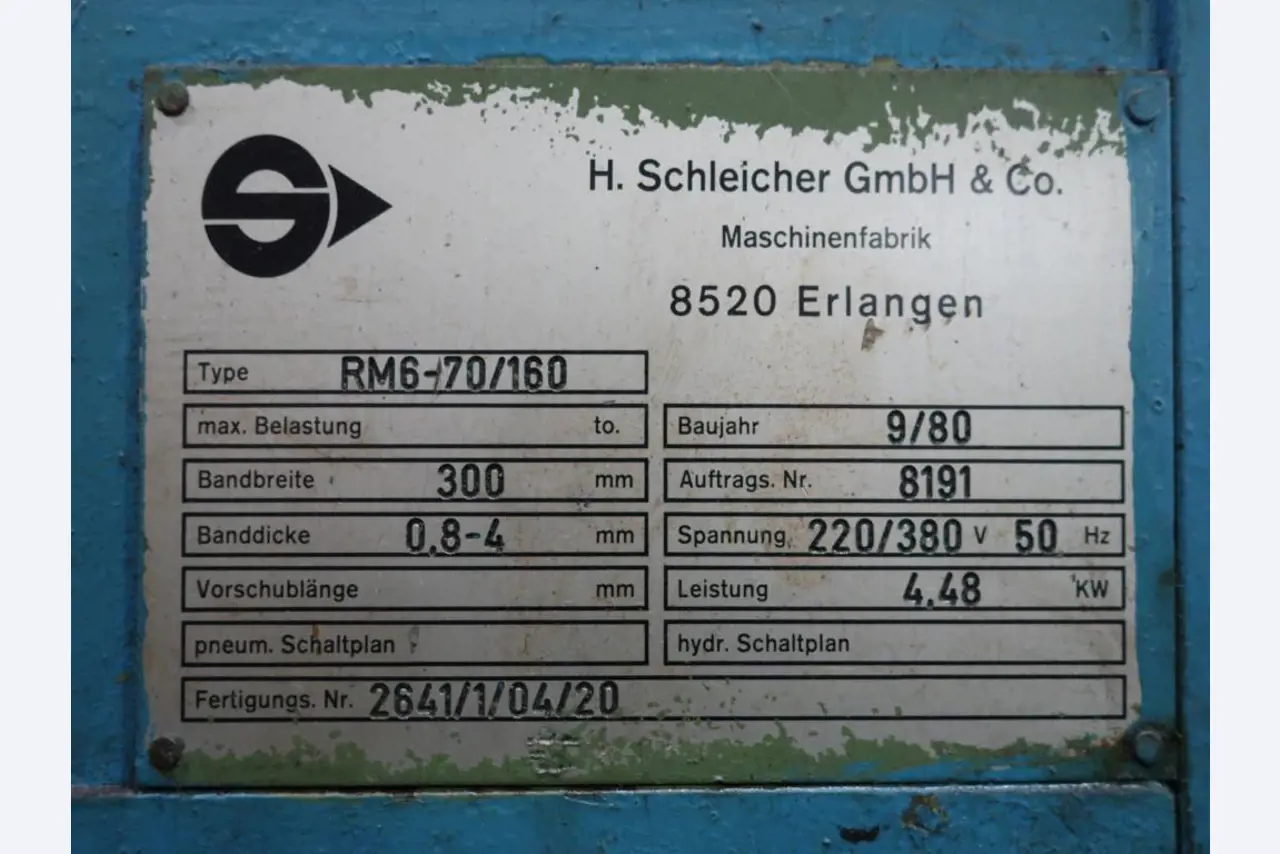 H. Schleicher GmbH & Co.
Maschinenfabrik
8520 Erlangen
Type RM6-70/160
max. Belastung to.
Baujahr 9/80
Bandbreite 300 mm
Auftrags. Nr. 8191
Banddicke 0.8-4 mm
Spannung 220/380 V 50 Hz
Vorschublänge mm
Leistung 4.48 KW
pneum. Schaltplan
hydr. Schaltplan
Fertigungs. Nr. 2641/1/04/20